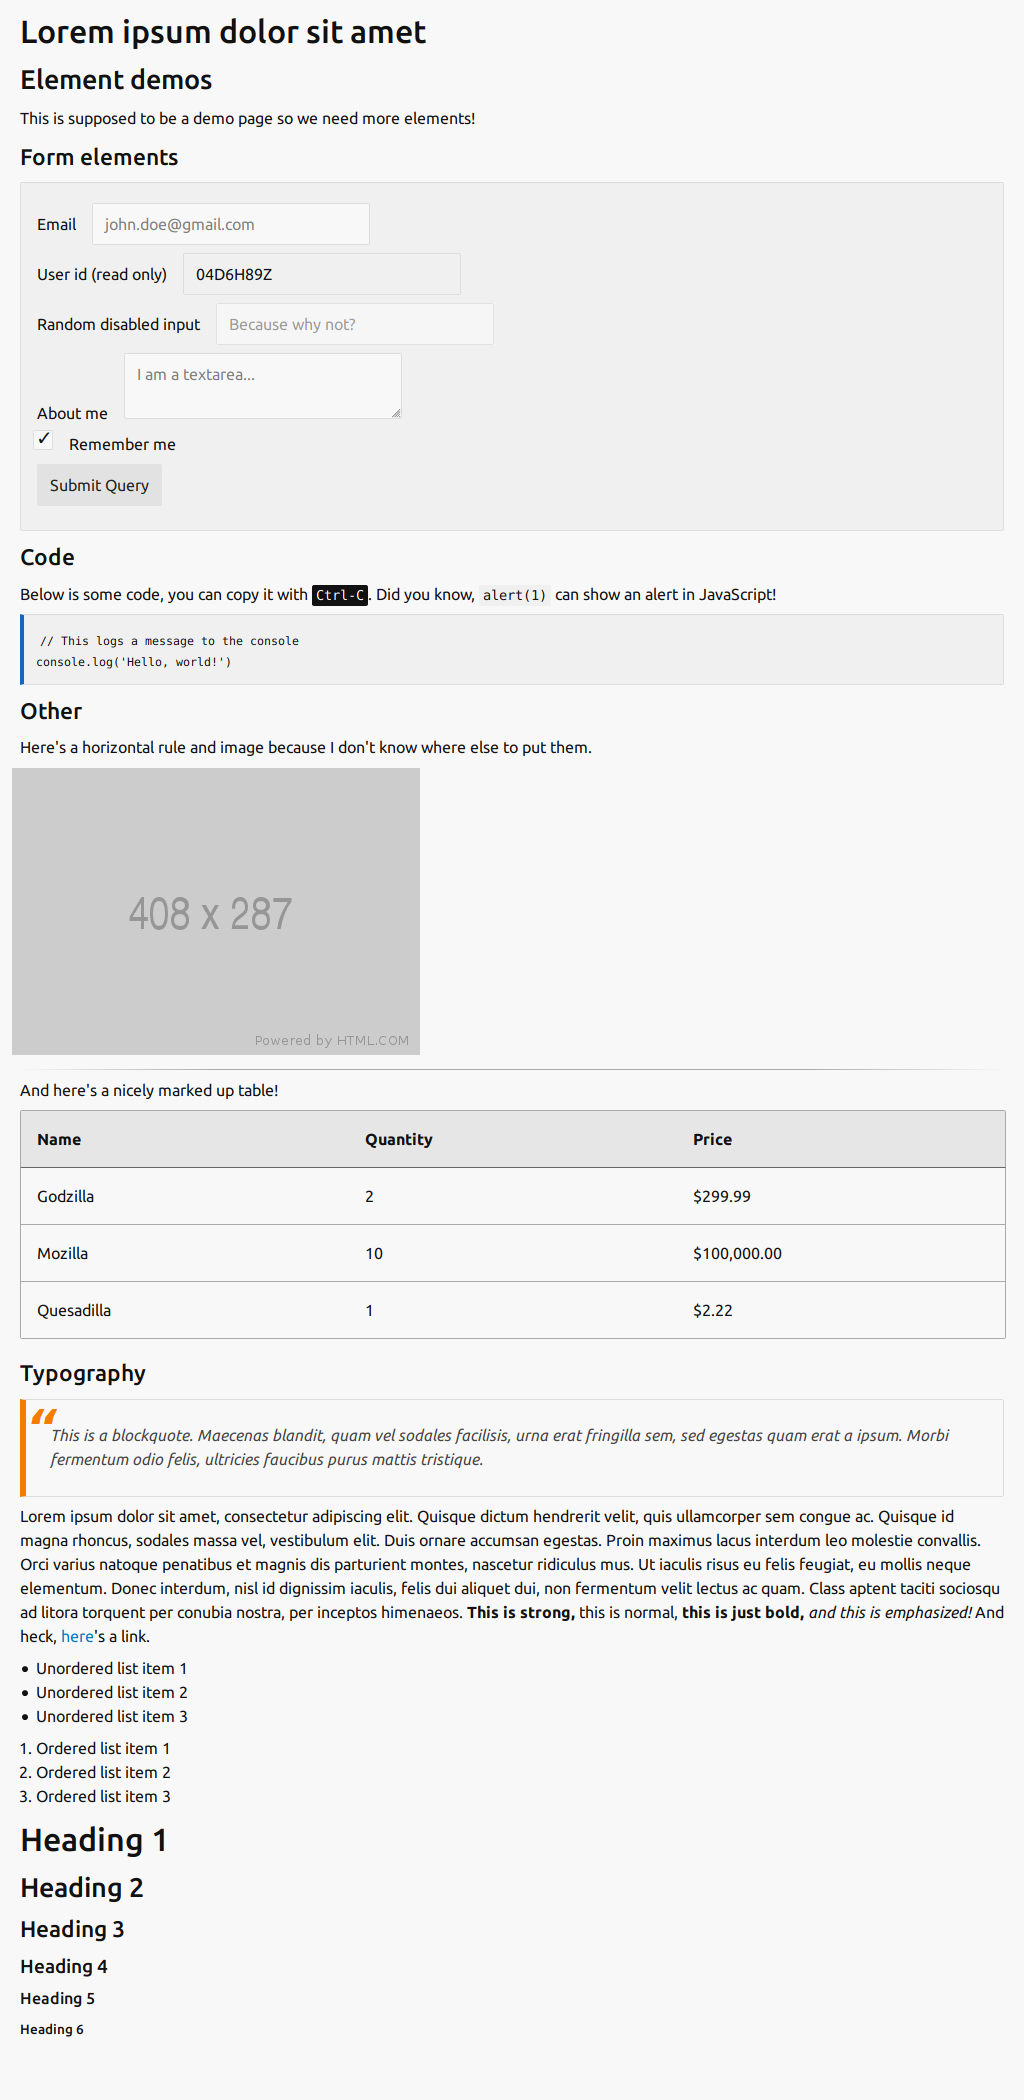 Lorem ipsum dolor sit amet
Element demos
This is supposed to be a demo page so we need more elements!
Form elements
Email john.doe@gmail.com
User id (read only) 04D6H89Z
Random disabled input Because why not?
I am a textarea...
About me
✓ Remember me
Submit Query
Code
Below is some code, you can copy it with Ctrl-C. Did you know, alert(1) can show an alert in JavaScript!
// This logs a message to the console
console.log('Hello, world!')
Other
Here's a horizontal rule and image because I don't know where else to put them.
408 x 287
Powered by HTML.COM
And here's a nicely marked up table!
Name Quantity Price
Godzilla 2 $299.99
Mozilla 10 $100,000.00
Quesadilla 1 $2.22
Typography
“
This is a blockquote. Maecenas blandit, quam vel sodales facilisis, urna erat fringilla sem, sed egestas quam erat a ipsum. Morbi
fermentum odio felis, ultricies faucibus purus mattis tristique.
Lorem ipsum dolor sit amet, consectetur adipiscing elit. Quisque dictum hendrerit velit, quis ullamcorper sem congue ac. Quisque id
magna rhoncus, sodales massa vel, vestibulum elit. Duis ornare accumsan egestas. Proin maximus lacus interdum leo molestie convallis.
Orci varius natoque penatibus et magnis dis parturient montes, nascetur ridiculus mus. Ut iaculis risus eu felis feugiat, eu mollis neque
elementum. Donec interdum, nisl id dignissim iaculis, felis dui aliquet dui, non fermentum velit lectus ac quam. Class aptent taciti sociosqu
ad litora torquent per conubia nostra, per inceptos himenaeos. This is strong, this is normal, this is just bold, and this is emphasized! And
heck, here's a link.
• Unordered list item 1
• Unordered list item 2
• Unordered list item 3
1. Ordered list item 1
2. Ordered list item 2
3. Ordered list item 3
Heading 1
Heading 2
Heading 3
Heading 4
Heading 5
Heading 6